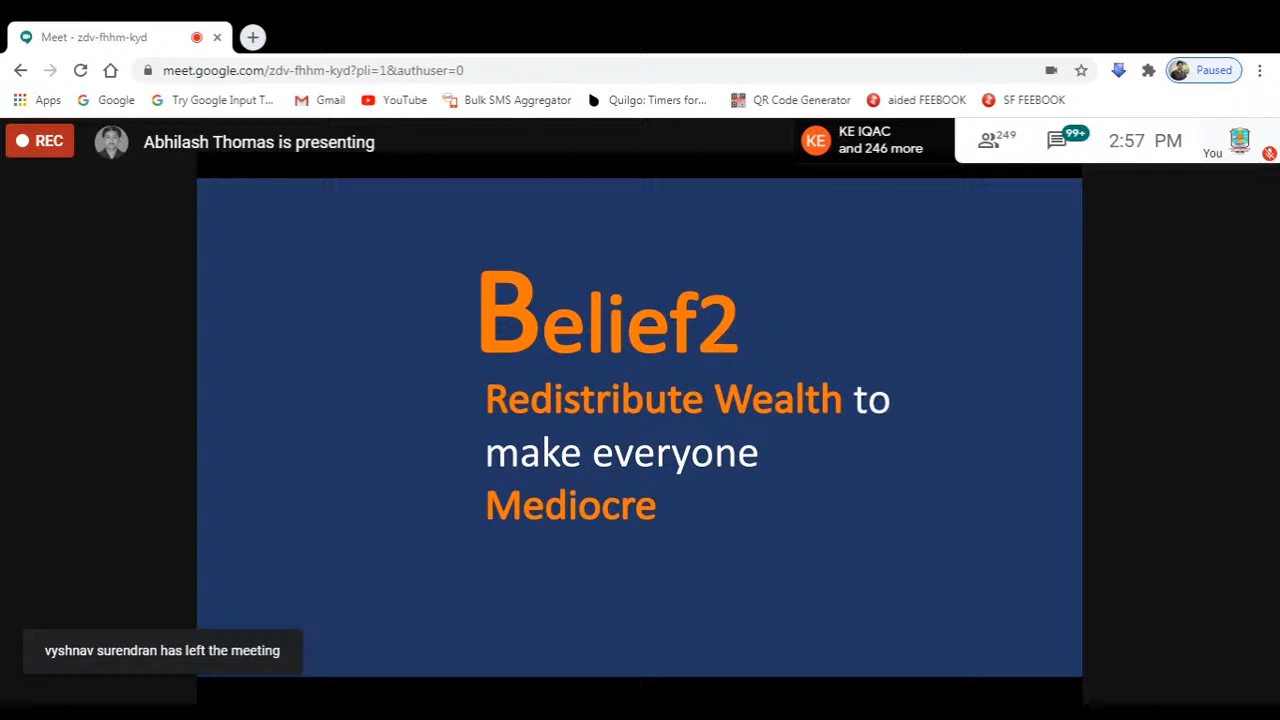 Meet - zdv-fhhm-kyd
meet.google.com/zdv-fhhm-kyd?pli=1&authuser=0
Paused
Apps
Google
Try Google Input T...
Gmail
YouTube
Bulk SMS Aggregator
Quilgo: Timers for...
QR Code Generator
aided FEEBOOK
SF FEEBOOK
REC
Abhilash Thomas is presenting
KE
KE IQAC
and 246 more
249
99+
2:57 PM
You
Belief2
Redistribute Wealth to
make everyone
Mediocre
vyshnav surendran has left the meeting